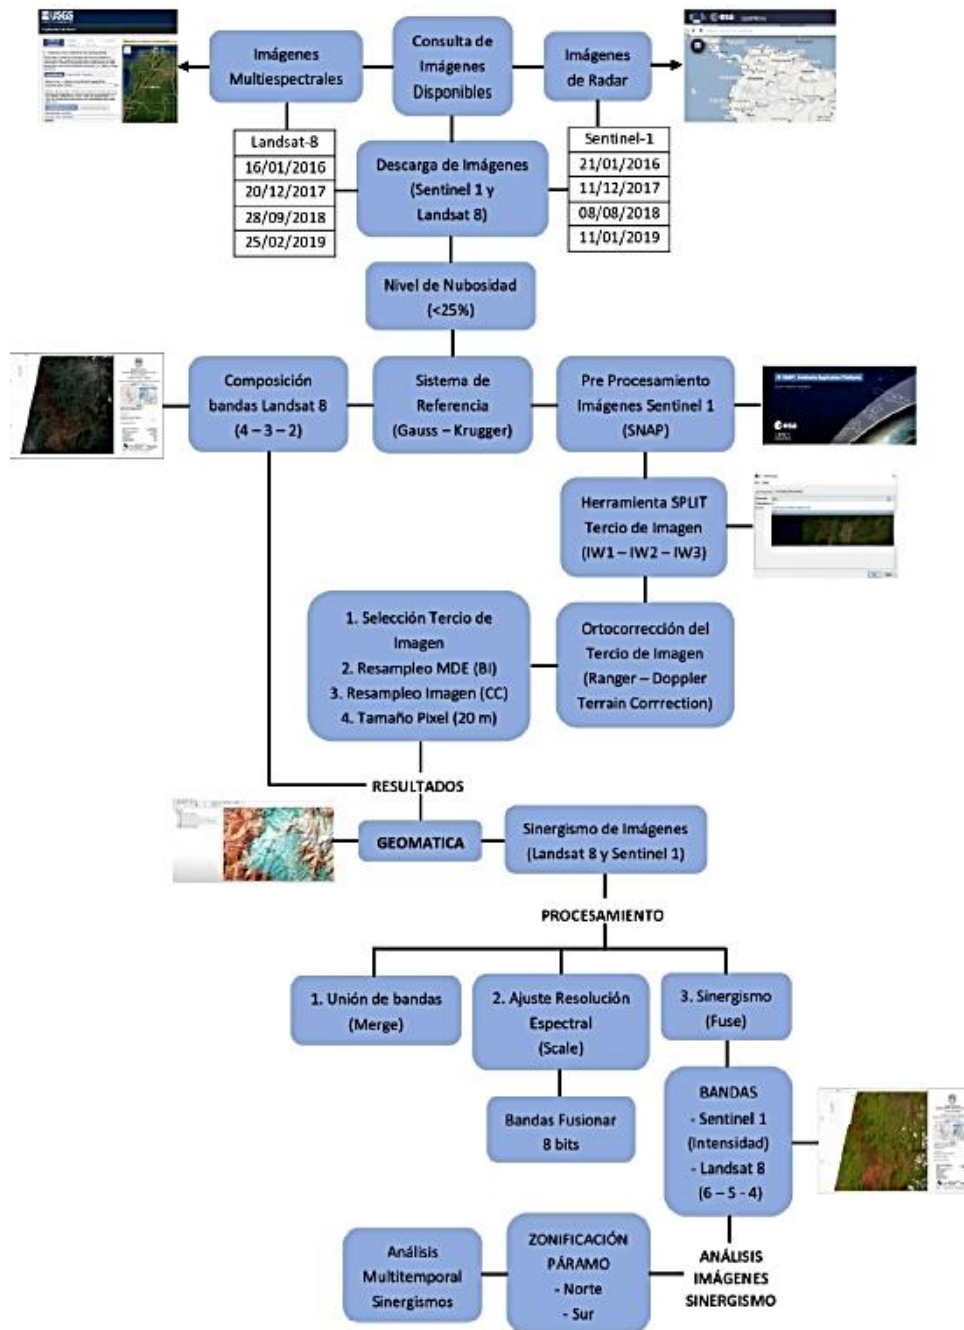 USGS
esa
Imágenes
Multiespectrales
Consulta de
Imágenes
Disponibles
Imágenes
de Radar
Landsat-8
16/01/2016
20/12/2017
28/09/2018
25/02/2019
Descarga de Imágenes
(Sentinel 1 y
Landsat 8)
Sentinel-1
21/01/2016
11/12/2017
08/08/2018
11/01/2019
Nivel de Nubosidad
(<25%)
Composición
bandas Landsat 8
(4 – 3 – 2)
Sistema de
Referencia
(Gauss – Krugger)
Pre Procesamiento
Imágenes Sentinel 1
(SNAP)
esa
Herramienta SPLIT
Tercio de Imagen
(IW1 – IW2 – IW3)
1. Selección Tercio de
Imagen
2. Resampleo MDE (BI)
3. Resampleo Imagen (CC)
4. Tamaño Pixel (20 m)
Ortocorrección del
Tercio de Imagen
(Ranger – Doppler
Terrain Corrrection)
RESULTADOS
GEOMATICA
Sinergismo de Imágenes
(Landsat 8 y Sentinel 1)
PROCESAMIENTO
1. Unión de bandas
(Merge)
2. Ajuste Resolución
Espectral
(Scale)
3. Sinergismo
(Fuse)
Bandas Fusionar
8 bits
BANDAS
- Sentinel 1
(Intensidad)
- Landsat 8
(6 – 5 - 4)
Análisis
Multitemporal
Sinergismos
ZONIFICACIÓN
PÁRAMO
- Norte
- Sur
ANÁLISIS
IMÁGENES
SINERGISMO